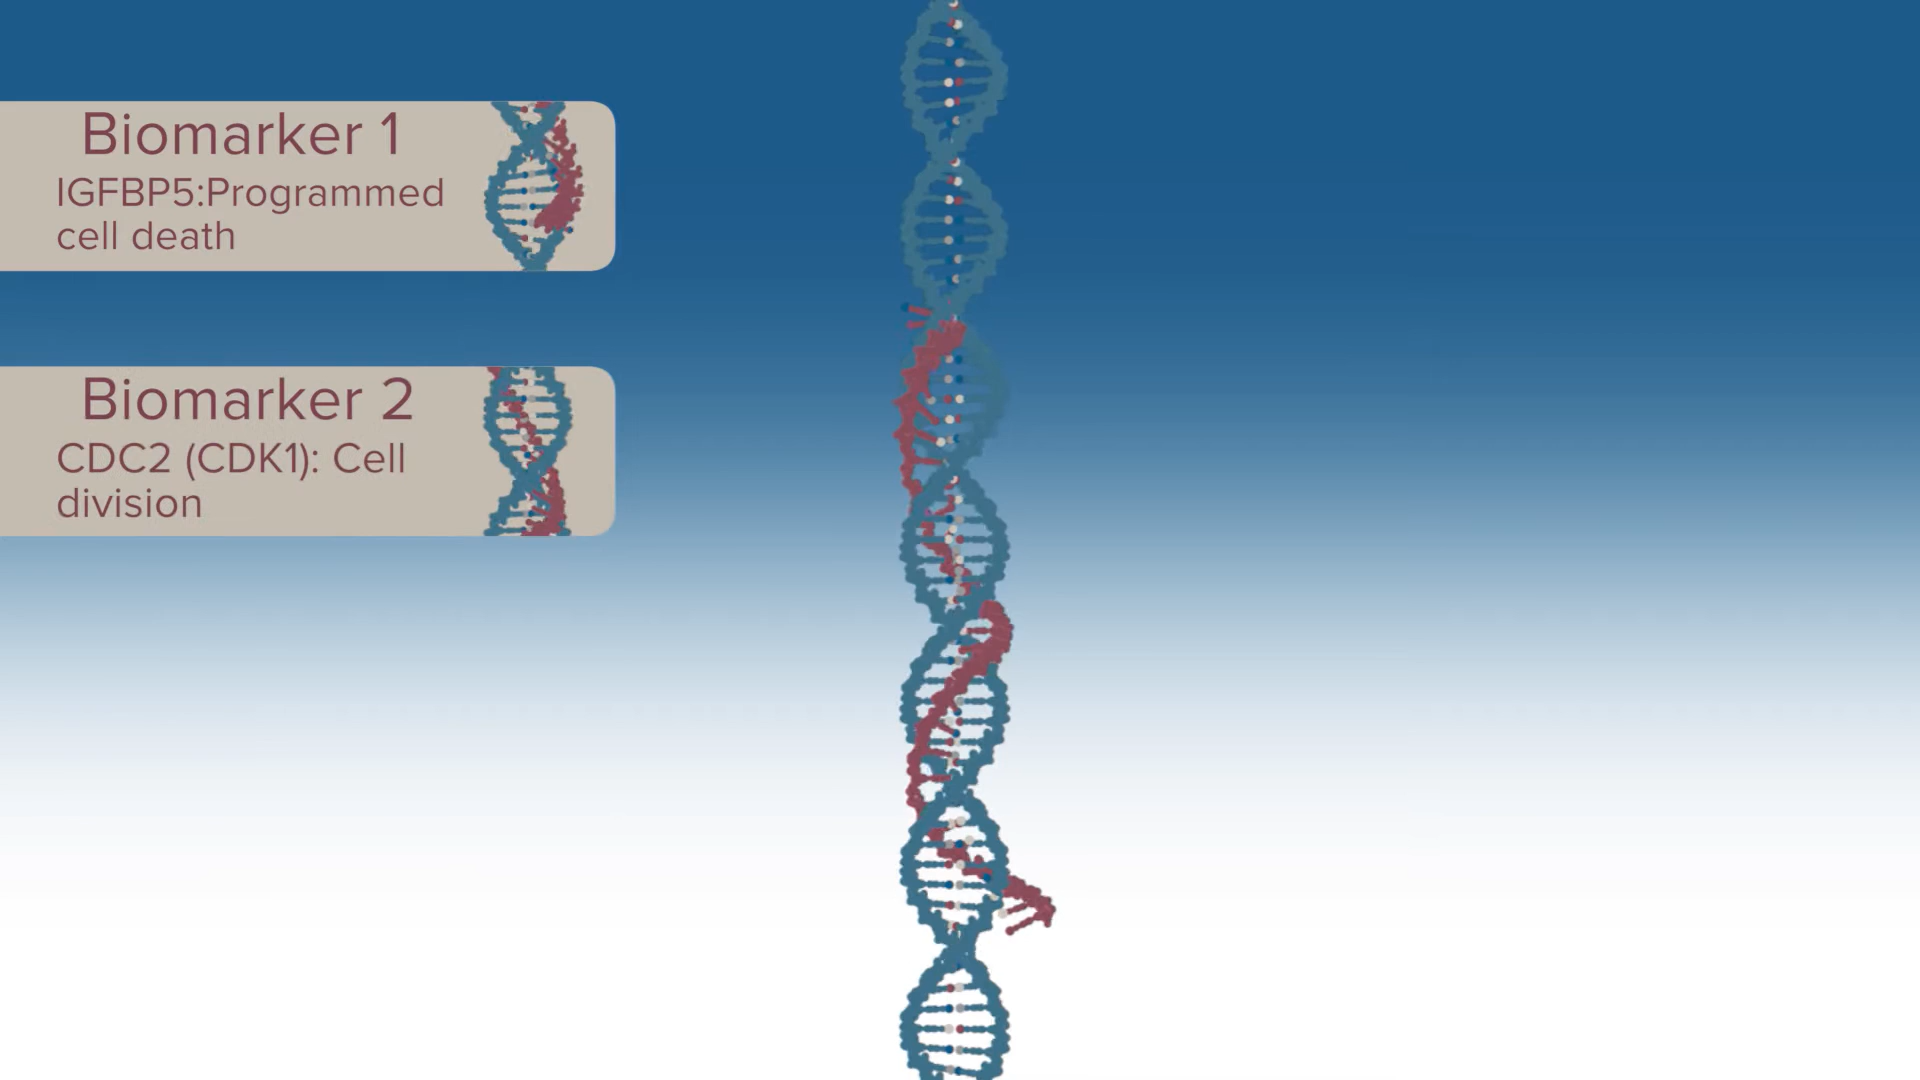 Biomarker 1
IGFBP5:Programmed
cell death
Biomarker 2
CDC2 (CDK1): Cell
division